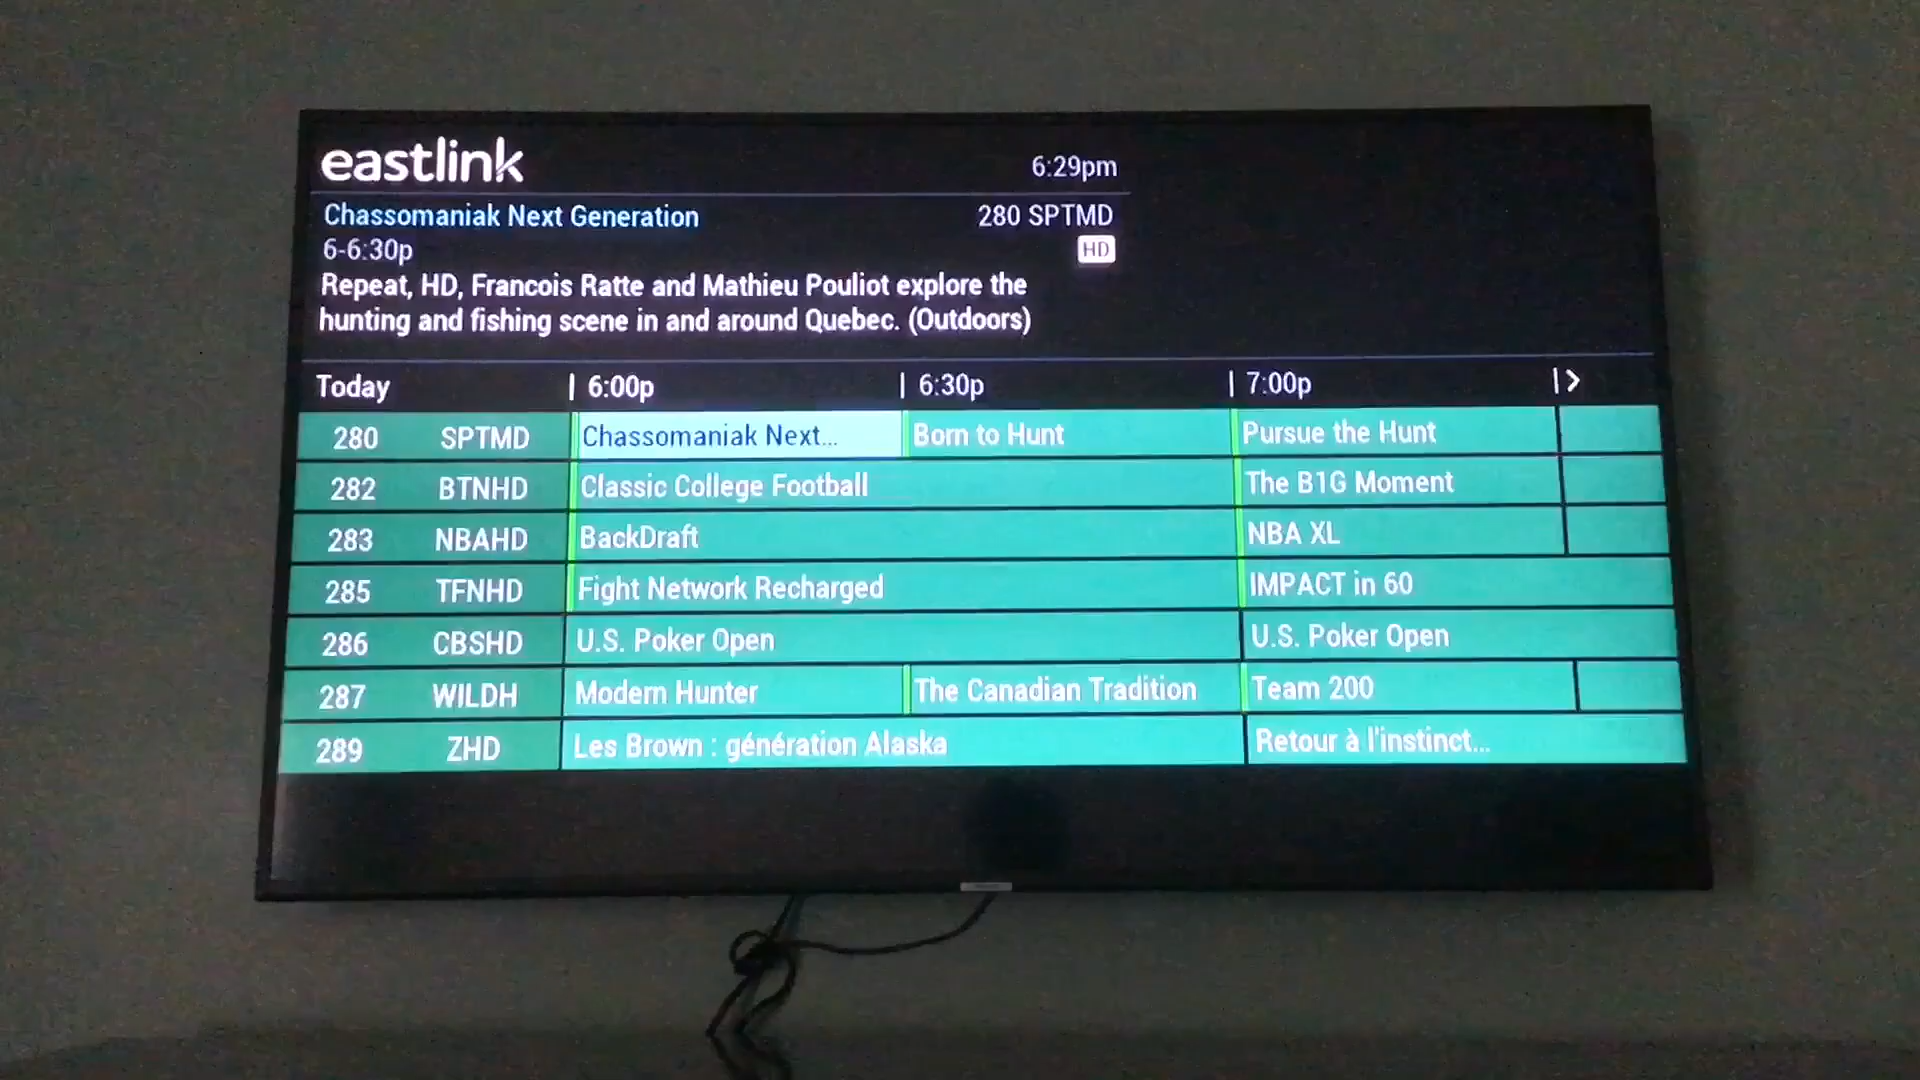 eastlink
6:29pm
Chassomaniak Next Generation 280 SPTMD
6-6:30p HD
Repeat, HD, Francois Ratte and Mathieu Pouliot explore the
hunting and fishing scene in and around Quebec. (Outdoors)
Today | 6:00p | 6:30p | 7:00p |>
280 SPTMD Chassomaniak Next... Born to Hunt Pursue the Hunt
282 BTNHD Classic College Football The B1G Moment
283 NBAHD BackDraft NBA XL
285 TFNHD Fight Network Recharged IMPACT in 60
286 CBSHD U.S. Poker Open U.S. Poker Open
287 WILDH Modern Hunter The Canadian Tradition Team 200
289 ZHD Les Brown : génération Alaska Retour à l'instinct...